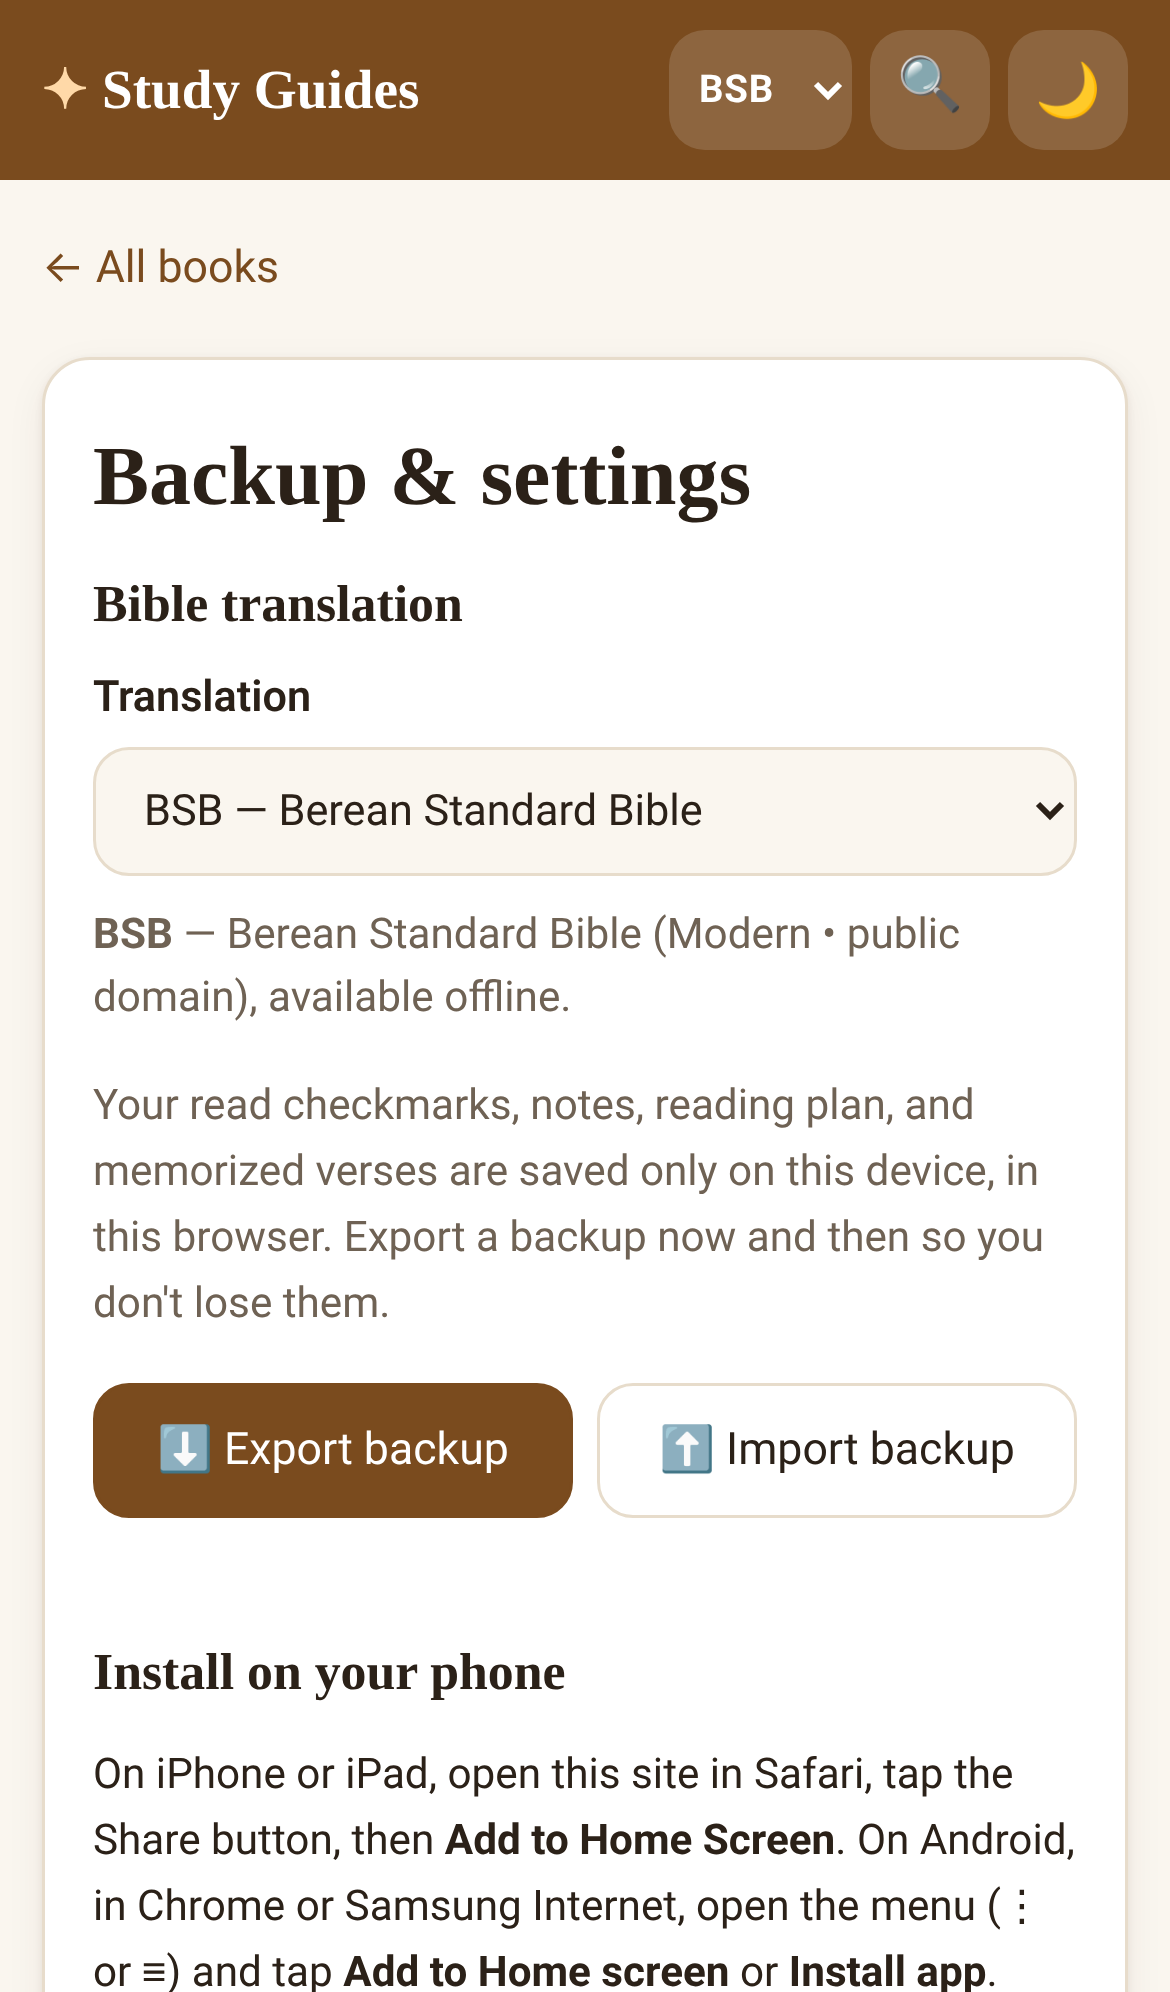 ✦ Study Guides
BSB
← All books
Backup & settings
Bible translation
Translation
BSB — Berean Standard Bible
BSB — Berean Standard Bible (Modern • public
domain), available offline.
Your read checkmarks, notes, reading plan, and
memorized verses are saved only on this device, in
this browser. Export a backup now and then so you
don't lose them.
⬇️ Export backup
⬆️ Import backup
Install on your phone
On iPhone or iPad, open this site in Safari, tap the
Share button, then Add to Home Screen. On Android,
in Chrome or Samsung Internet, open the menu (⋮
or ≡) and tap Add to Home screen or Install app.